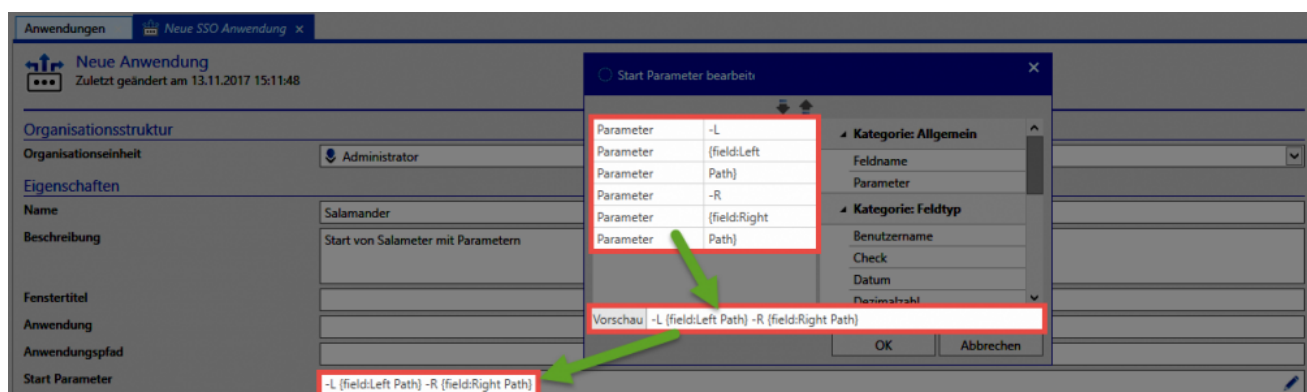 Anwendungen Neue SSO Anwendung ×
Neue Anwendung
Zuletzt geändert am 13.11.2017 15:11:48
Organisationsstruktur
Organisationseinheit Administrator
Eigenschaften
Name Salamander
Beschreibung Start von Salameter mit Parametern
Fenstertitel
Anwendung
Anwendungspfad
Start Parameter -L {field:Left Path} -R {field:Right Path}
Start Parameter bearbeite ×
Parameter -L
Parameter {field:Left
Parameter Path}
Parameter -R
Parameter {field:Right
Parameter Path}
Kategorie: Allgemein
Feldname
Parameter
Kategorie: Feldtyp
Benutzername
Check
Datum
Dezimalzahl
Vorschau -L {field:Left Path} -R {field:Right Path}
OK Abbrechen